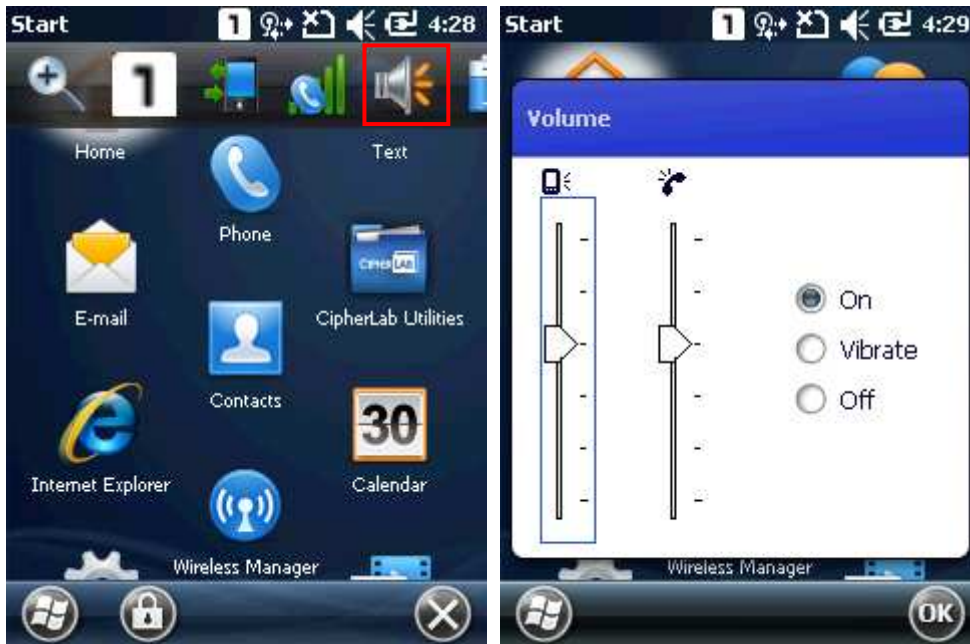 Start 1 4:28
1
Home
Text
Phone
CIPHERLAB
E-mail
CipherLab Utilities
Contacts
30
Internet Explorer
Calendar
Wireless Manager
Start 1 4:29
Volume
On
Vibrate
Off
Wireless Manager
OK